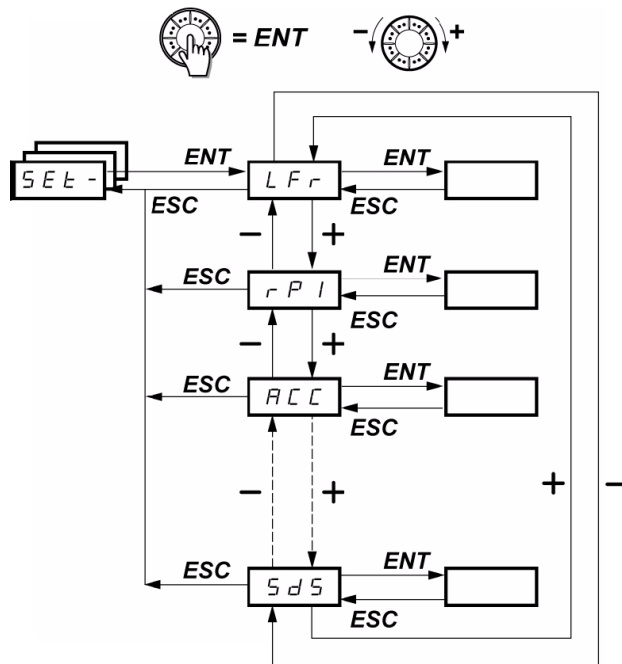 = ENT - +
ENT ENT
SEt - LFr
ESC ESC
- +
ESC ENT
rPI
ESC
- +
ESC ENT
ACC
ESC
- + + -
ESC ENT
SdS
ESC